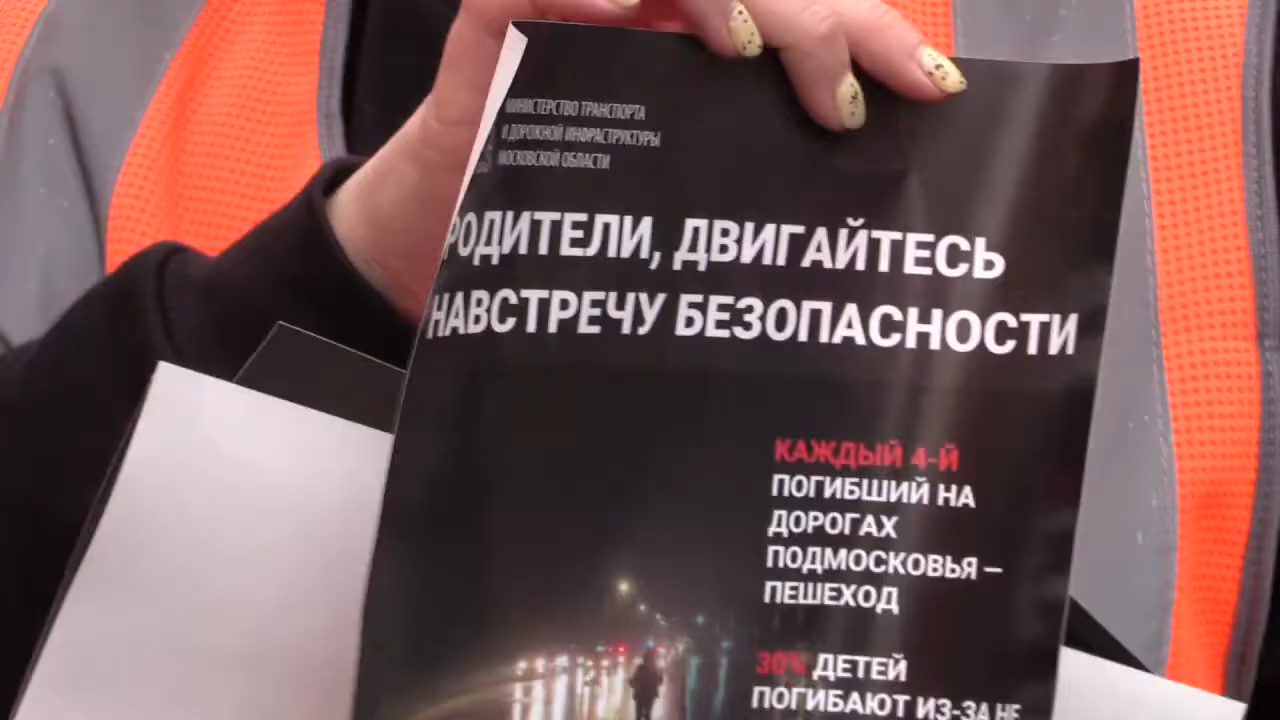 МИНИСТЕРСТВО ТРАНСПОРТА
И ДОРОЖНОЙ ИНФРАСТРУКТУРЫ
МОСКОВСКОЙ ОБЛАСТИ
РОДИТЕЛИ, ДВИГАЙТЕСЬ
НАВСТРЕЧУ БЕЗОПАСНОСТИ
КАЖДЫЙ 4-Й
ПОГИБШИЙ НА
ДОРОГАХ
ПОДМОСКОВЬЯ –
ПЕШЕХОД
30% ДЕТЕЙ
ПОГИБАЮТ ИЗ-ЗА НЕ